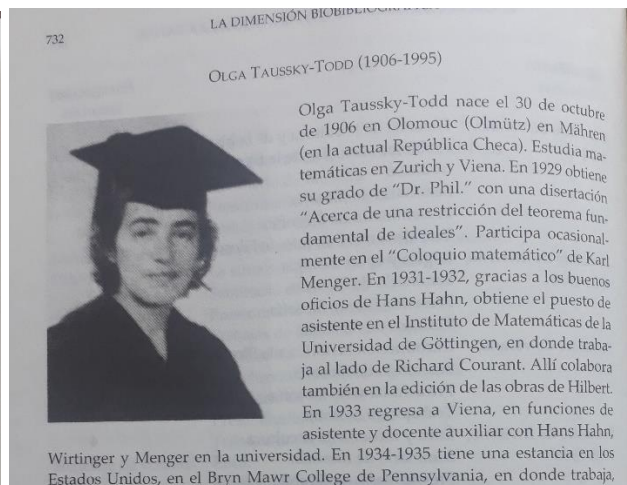 LA DIMENSIÓN
732
OLGA TAUSSKY-TODD (1906-1995)
Olga Taussky-Todd nace el 30 de octubre
de 1906 en Olomouc (Olmütz) en Mähren
(en la actual República Checa). Estudia ma-
temáticas en Zurich y Viena. En 1929 obtiene
su grado de “Dr. Phil.” con una disertación
“Acerca de una restricción del teorema fun-
damental de ideales”. Participa ocasional-
mente en el “Coloquio matemático” de Karl
Menger. En 1931-1932, gracias a los buenos
oficios de Hans Hahn, obtiene el puesto de
asistente en el Instituto de Matemáticas de la
Universidad de Göttingen, en donde traba-
ja al lado de Richard Courant. Allí colabora
también en la edición de las obras de Hilbert.
En 1933 regresa a Viena, en funciones de
asistente y docente auxiliar con Hans Hahn,
Wirtinger y Menger en la universidad. En 1934-1935 tiene una estancia en los
Estados Unidos, en el Bryn Mawr College de Pennsylvania, en donde trabaja,